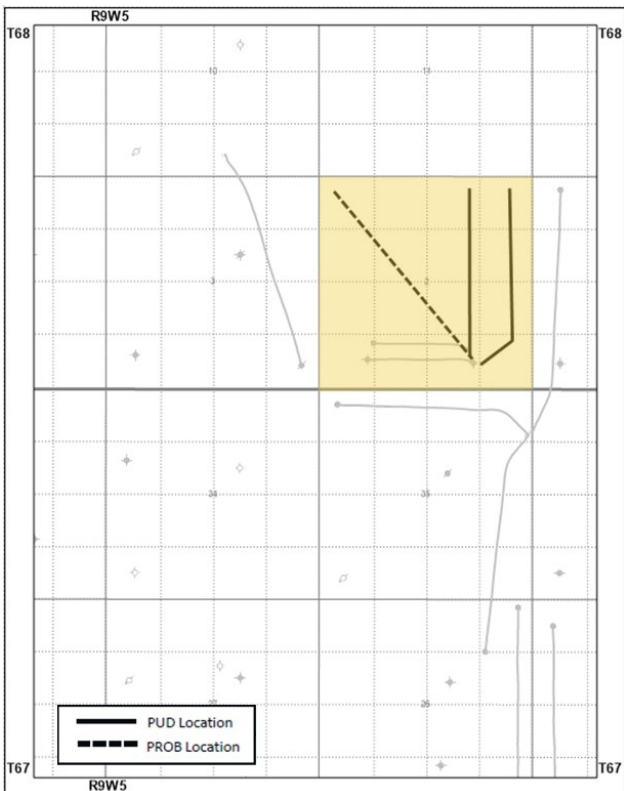 R9W5
T68 T68
10 11
3 2
34 35
27 26
PUD Location
PROB Location
T67 T67
R9W5